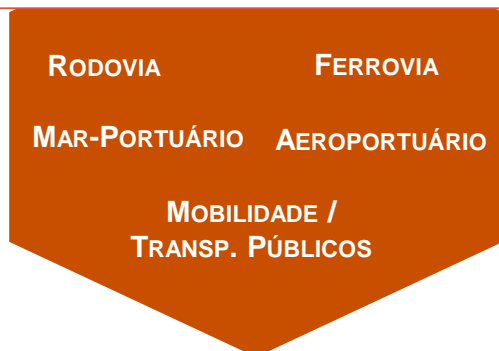 RODOVIA FERROVIA
MAR-PORTUÁRIO AEROPORTUÁRIO
MOBILIDADE /
TRANSP. PÚBLICOS